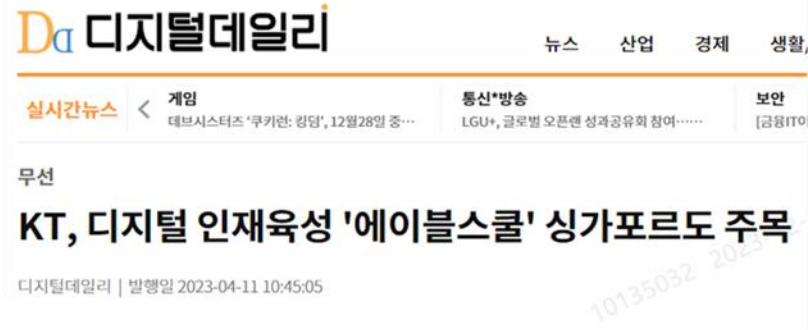 Da 디지털데일리
뉴스 산업 경제 생활/
실시간뉴스 < 게임 통신*방송 보안
데브시스터즈 '쿠키런: 킹덤', 12월28일 중… LGU+, 글로벌 오픈랜 성과공유회 참여…… [금융IT이
무선
KT, 디지털 인재육성 '에이블스쿨' 싱가포르도 주목
디지털데일리 | 발행일 2023-04-11 10:45:05
10135032